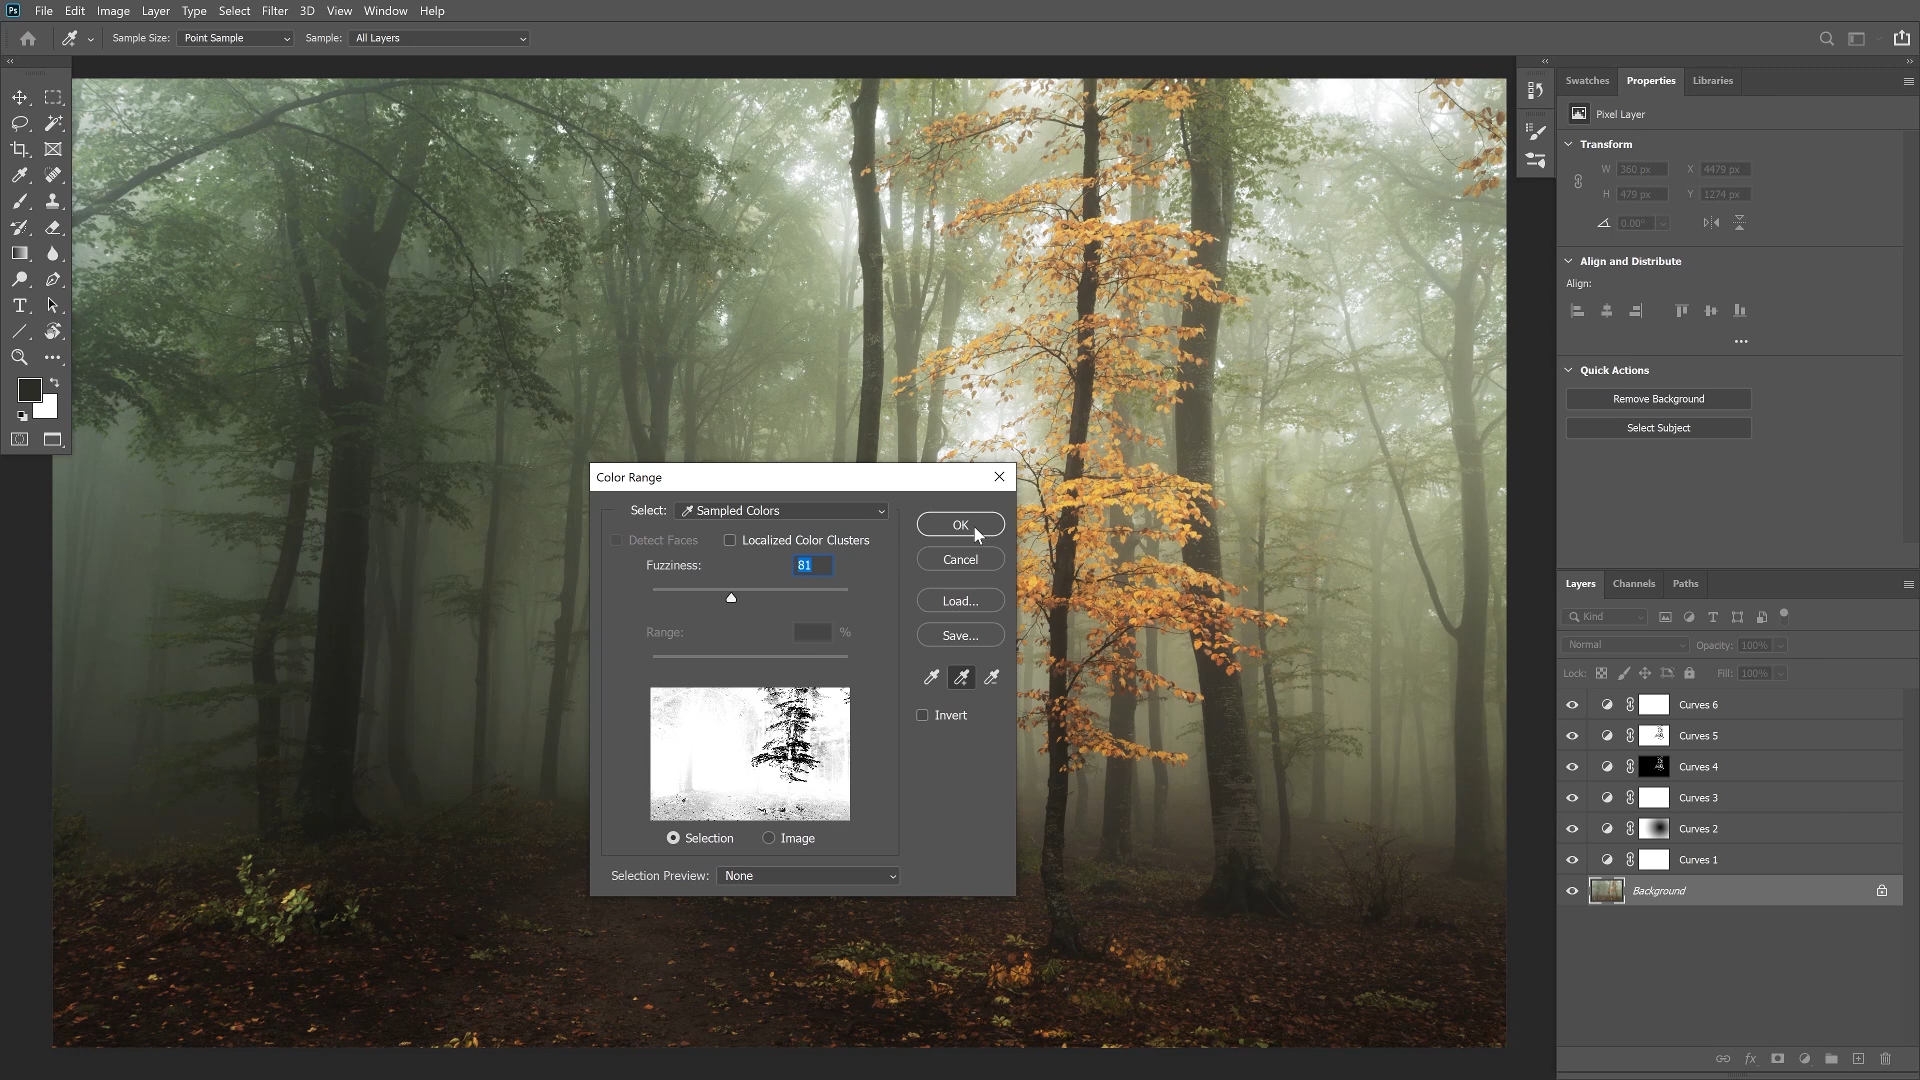 Ps File Edit Image Layer Type Select Filter 3D View Window Help
Sample Size: Point Sample Sample: All Layers
Swatches Properties Libraries
Pixel Layer
Transform
W 360 px X 4479 px
H 479 px Y 1274 px
0.00°
Align and Distribute
Align:
Quick Actions
Remove Background
Select Subject
Color Range
Select: Sampled Colors
OK
Detect Faces Localized Color Clusters
Cancel
Fuzziness: 81
Load...
Range: %
Save...
Invert
Selection Image
Selection Preview: None
Layers Channels Paths
Kind
Normal Opacity: 100%
Lock: Fill: 100%
Curves 6
Curves 5
Curves 4
Curves 3
Curves 2
Curves 1
Background
fx